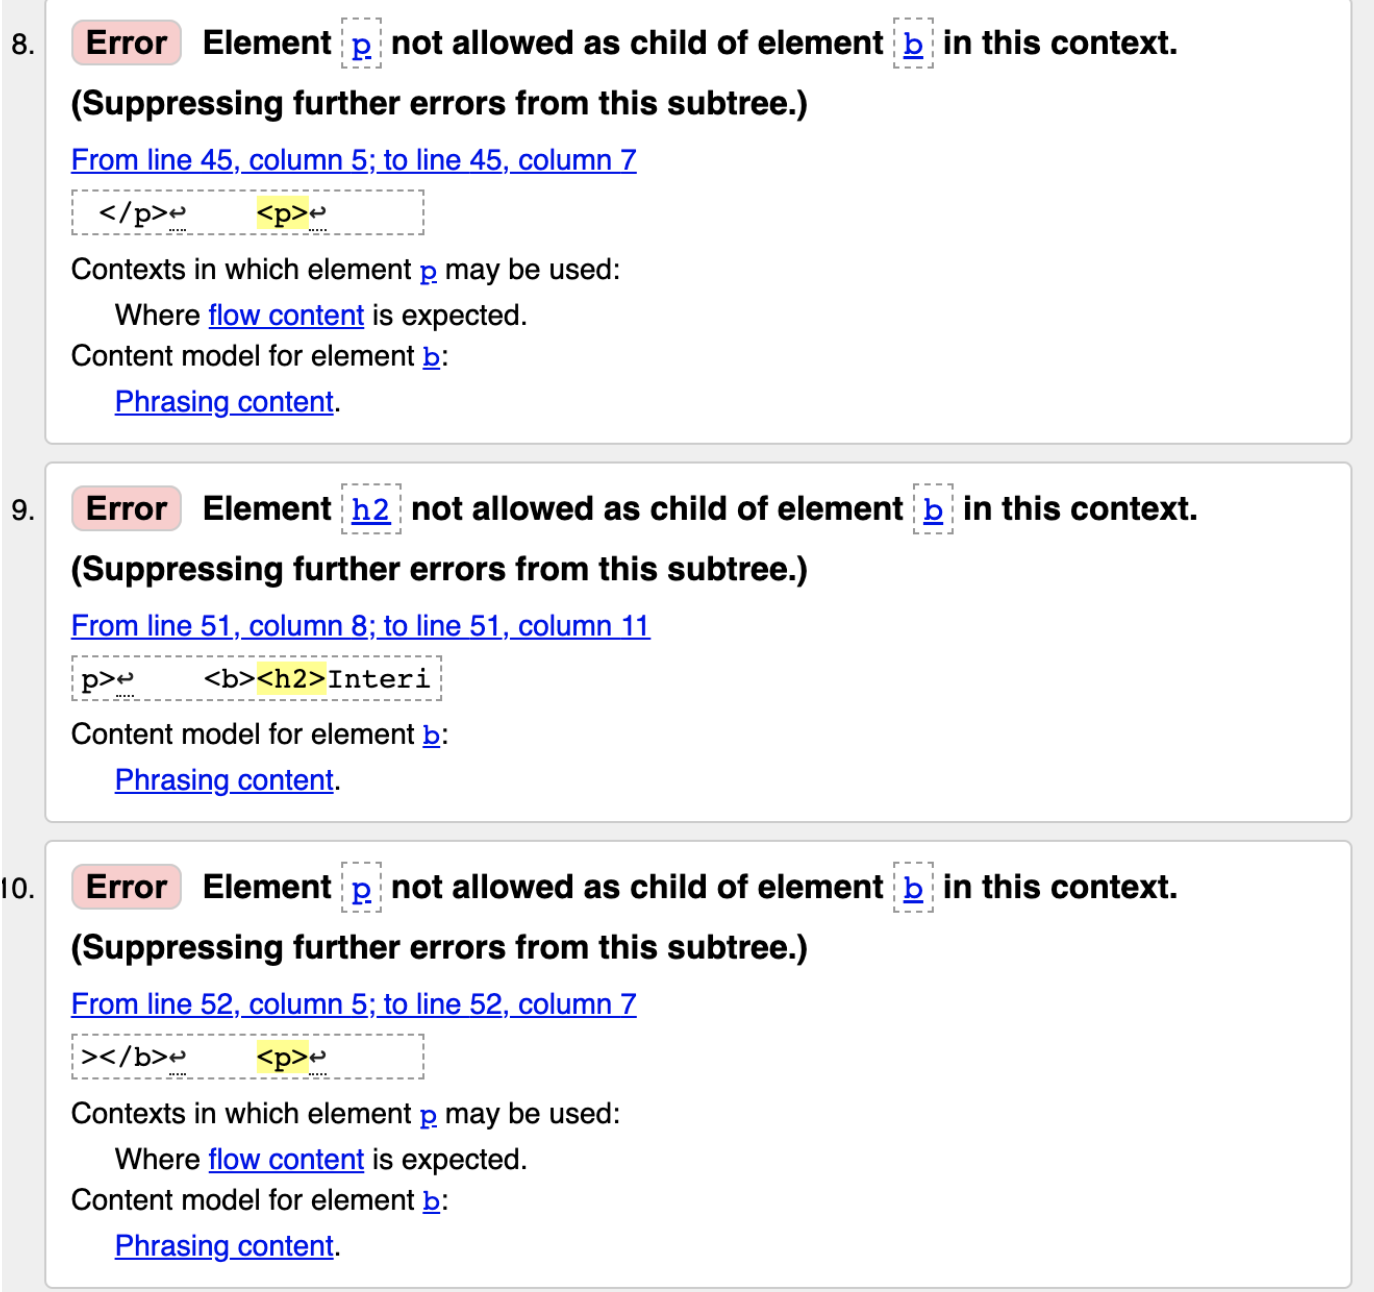 8. Error Element p not allowed as child of element b in this context.
(Suppressing further errors from this subtree.)
From line 45, column 5; to line 45, column 7
</p>↩ <p>↩
Contexts in which element p may be used:
Where flow content is expected.
Content model for element b:
Phrasing content.
9. Error Element h2 not allowed as child of element b in this context.
(Suppressing further errors from this subtree.)
From line 51, column 8; to line 51, column 11
p>↩ <b><h2>Interi
Content model for element b:
Phrasing content.
10. Error Element p not allowed as child of element b in this context.
(Suppressing further errors from this subtree.)
From line 52, column 5; to line 52, column 7
></b>↩ <p>↩
Contexts in which element p may be used:
Where flow content is expected.
Content model for element b:
Phrasing content.